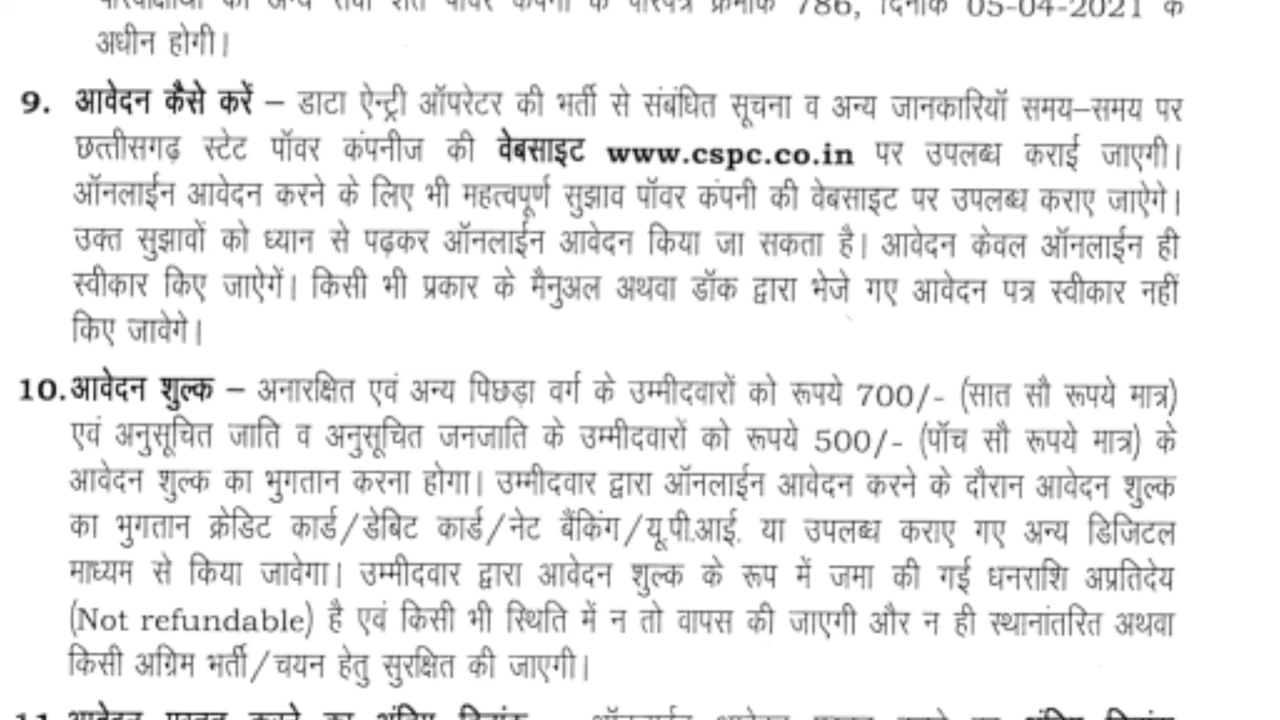 786, दिनांक 05-04-2021 के
अधीन होगी।
9. आवेदन कैसे करें – डाटा ऐन्ट्री ऑपरेटर की भर्ती से संबंधित सूचना व अन्य जानकारियॉ समय–समय पर
छत्तीसगढ़ स्टेट पॉवर कंपनीज की वेबसाइट www.cspc.co.in पर उपलब्ध कराई जाएगी।
ऑनलाईन आवेदन करने के लिए भी महत्वपूर्ण सुझाव पॉवर कंपनी की वेबसाइट पर उपलब्ध कराए जाऐगे।
उक्त सुझावों को ध्यान से पढ़कर ऑनलाईन आवेदन किया जा सकता है। आवेदन केवल ऑनलाईन ही
स्वीकार किए जाऐगें। किसी भी प्रकार के मैनुअल अथवा डॉक द्वारा भेजे गए आवेदन पत्र स्वीकार नहीं
किए जावेगे।
10. आवेदन शुल्क – अनारक्षित एवं अन्य पिछड़ा वर्ग के उम्मीदवारों को रूपये 700/- (सात सौ रूपये मात्र)
एवं अनुसूचित जाति व अनुसूचित जनजाति के उम्मीदवारों को रूपये 500/- (पॉच सौ रूपये मात्र) के
आवेदन शुल्क का भुगतान करना होगा। उम्मीदवार द्वारा ऑनलाईन आवेदन करने के दौरान आवेदन शुल्क
का भुगतान क्रेडिट कार्ड/डेबिट कार्ड/नेट बैंकिंग/यू.पी.आई. या उपलब्ध कराए गए अन्य डिजिटल
माध्यम से किया जावेगा। उम्मीदवार द्वारा आवेदन शुल्क के रूप में जमा की गई धनराशि अप्रतिदेय
(Not refundable) है एवं किसी भी स्थिति में न तो वापस की जाएगी और न ही स्थानांतरित अथवा
किसी अग्रिम भर्ती/चयन हेतु सुरक्षित की जाएगी।